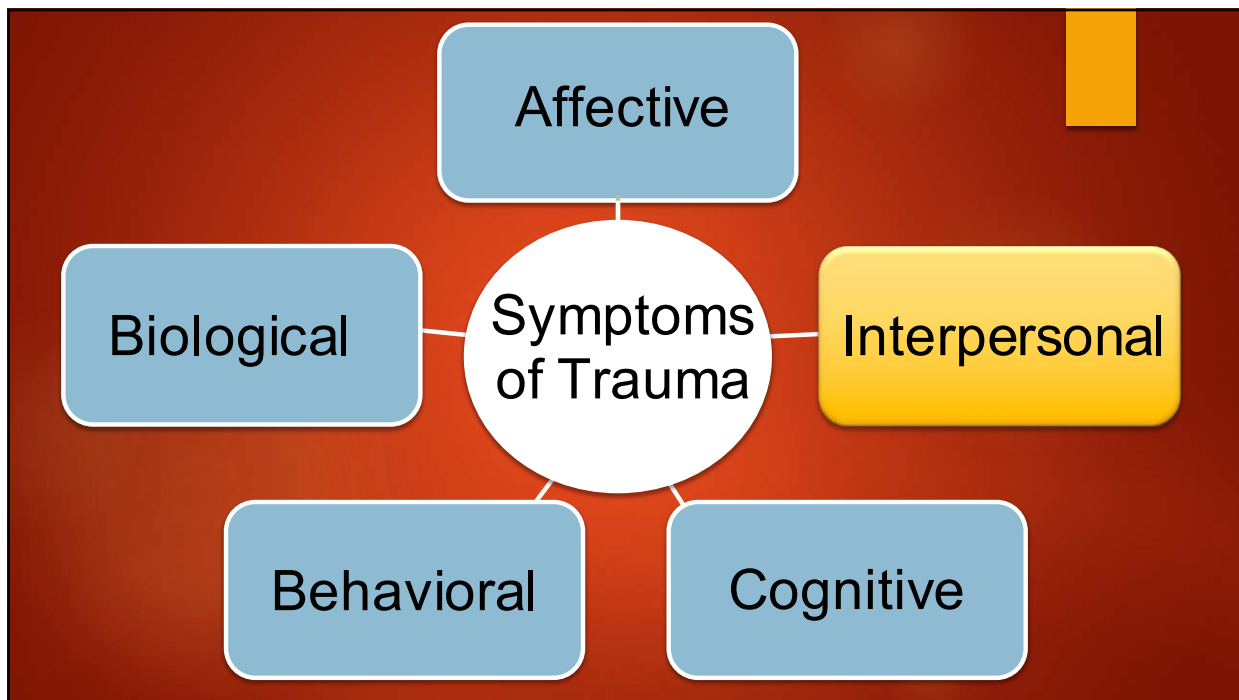 Affective
Biological
Symptoms
of Trauma
Interpersonal
Behavioral
Cognitive